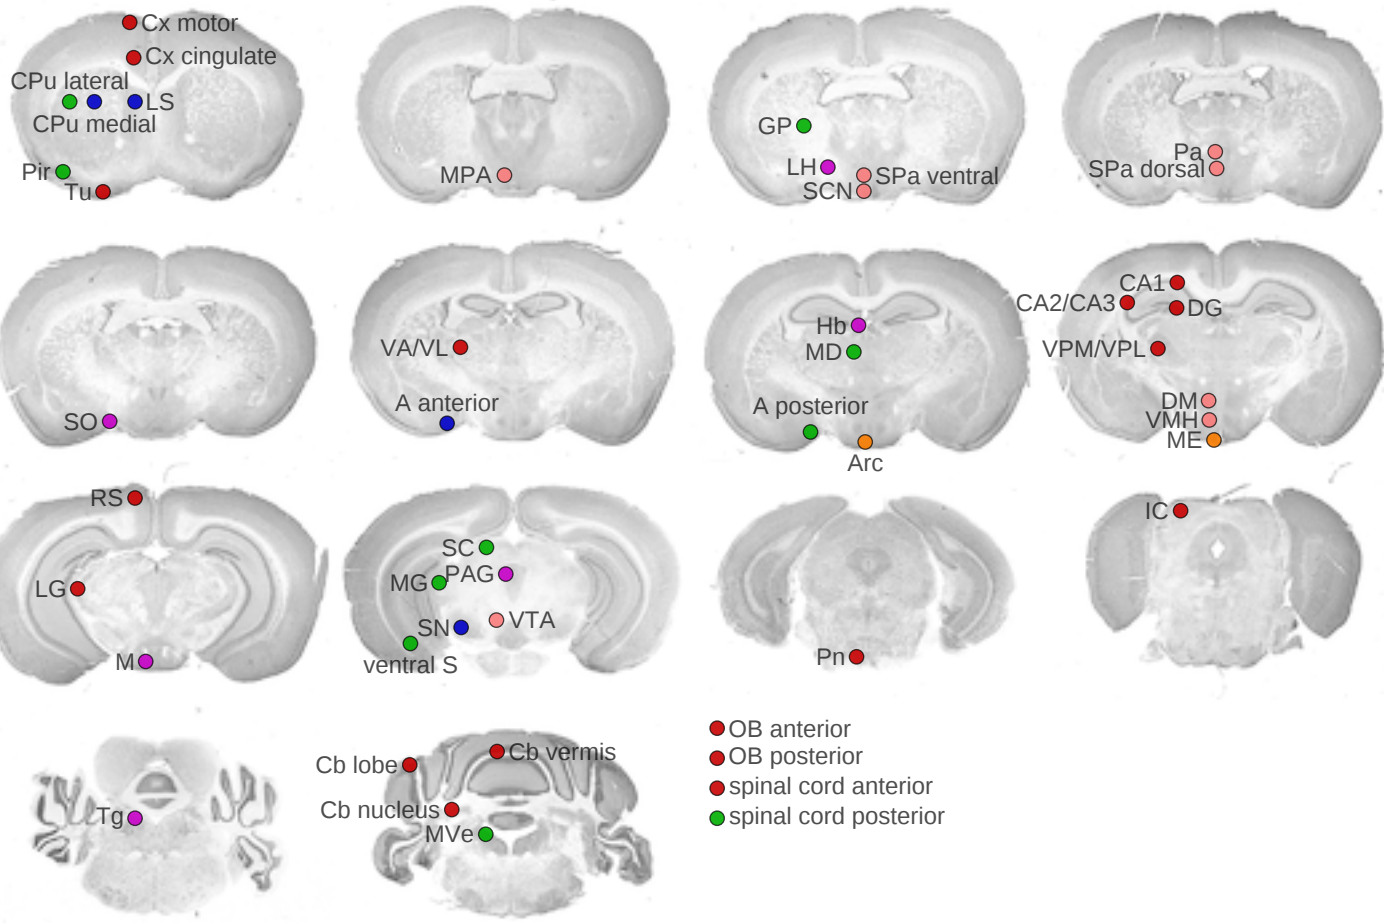 Cx motor
Cx cingulate
CPu lateral
LS
CPu medial
Pir
Tu
MPA
GP
LH
SPa ventral
SCN
Pa
SPa dorsal
SO
VA/VL
A anterior
Hb
MD
A posterior
Arc
CA1
CA2/CA3
DG
VPM/VPL
DM
VMH
ME
RS
LG
M
SC
MG
PAG
SN
VTA
ventral S
Pn
IC
Tg
Cb lobe
Cb vermis
Cb nucleus
MVe
OB anterior
OB posterior
spinal cord anterior
spinal cord posterior